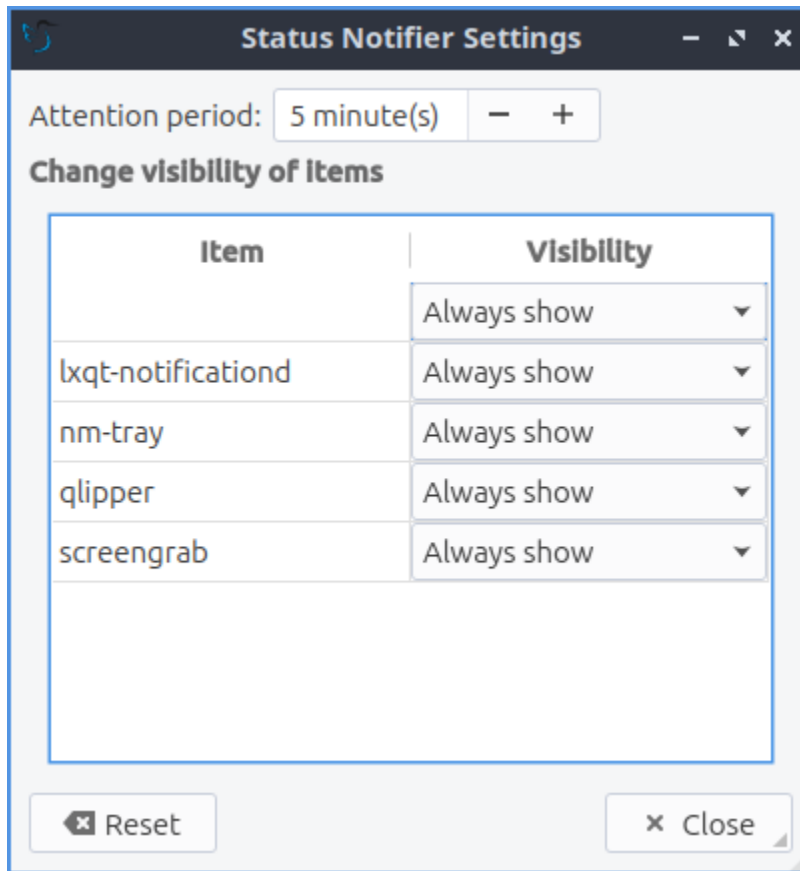 Status Notifier Settings
Attention period: 5 minute(s)
Change visibility of items
Item Visibility
Always show
lxqt-notificationd Always show
nm-tray Always show
qlipper Always show
screengrab Always show
Reset Close